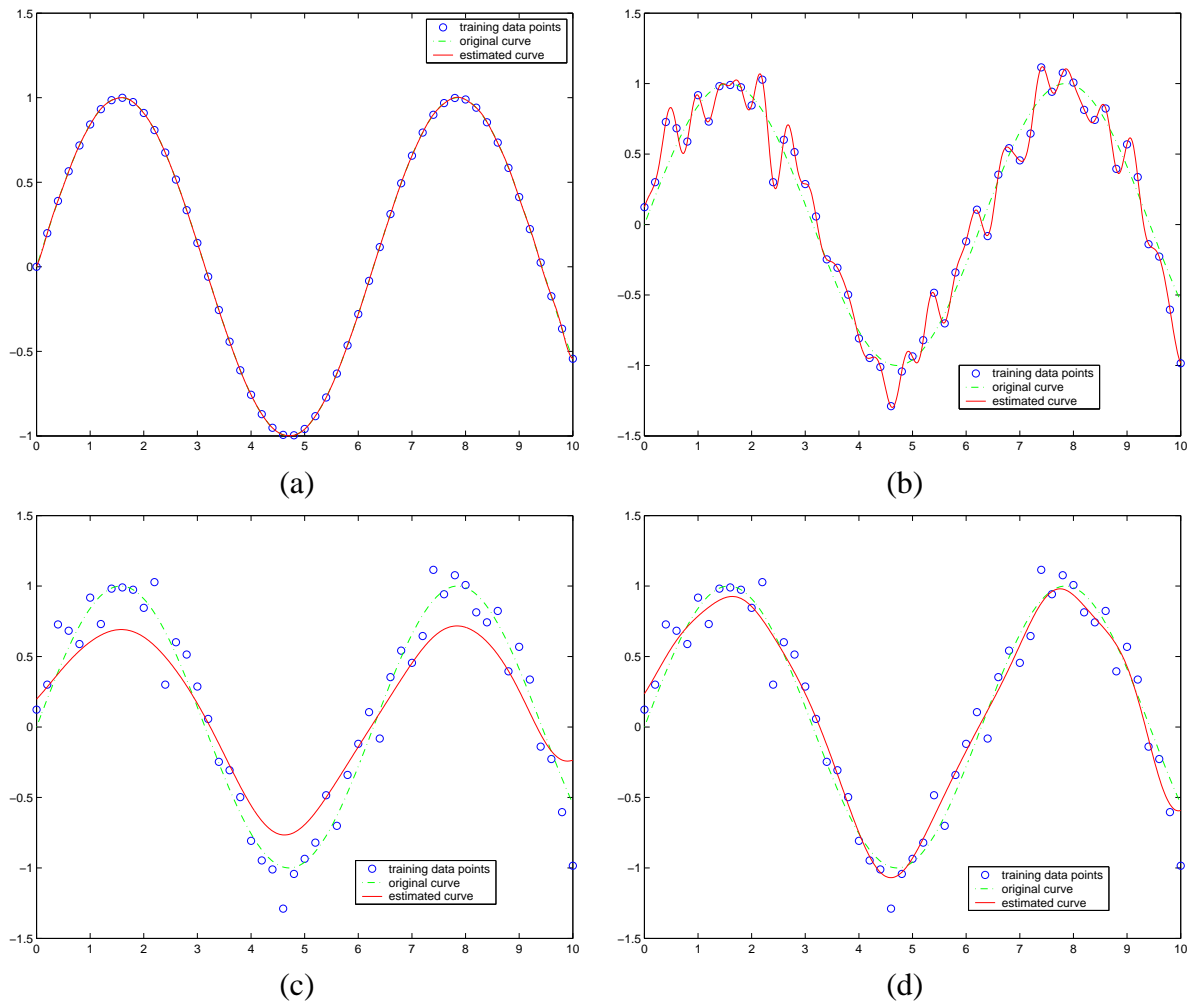 1.5
1
0.5
0
−0.5
−1
0 1 2 3 4 5 6 7 8 9 10
training data points
original curve
estimated curve
(a)
1.5
1
0.5
0
−0.5
−1
−1.5
0 1 2 3 4 5 6 7 8 9 10
training data points
original curve
estimated curve
(b)
1.5
1
0.5
0
−0.5
−1
−1.5
0 1 2 3 4 5 6 7 8 9 10
training data points
original curve
estimated curve
(c)
1.5
1
0.5
0
−0.5
−1
−1.5
0 1 2 3 4 5 6 7 8 9 10
training data points
original curve
estimated curve
(d)